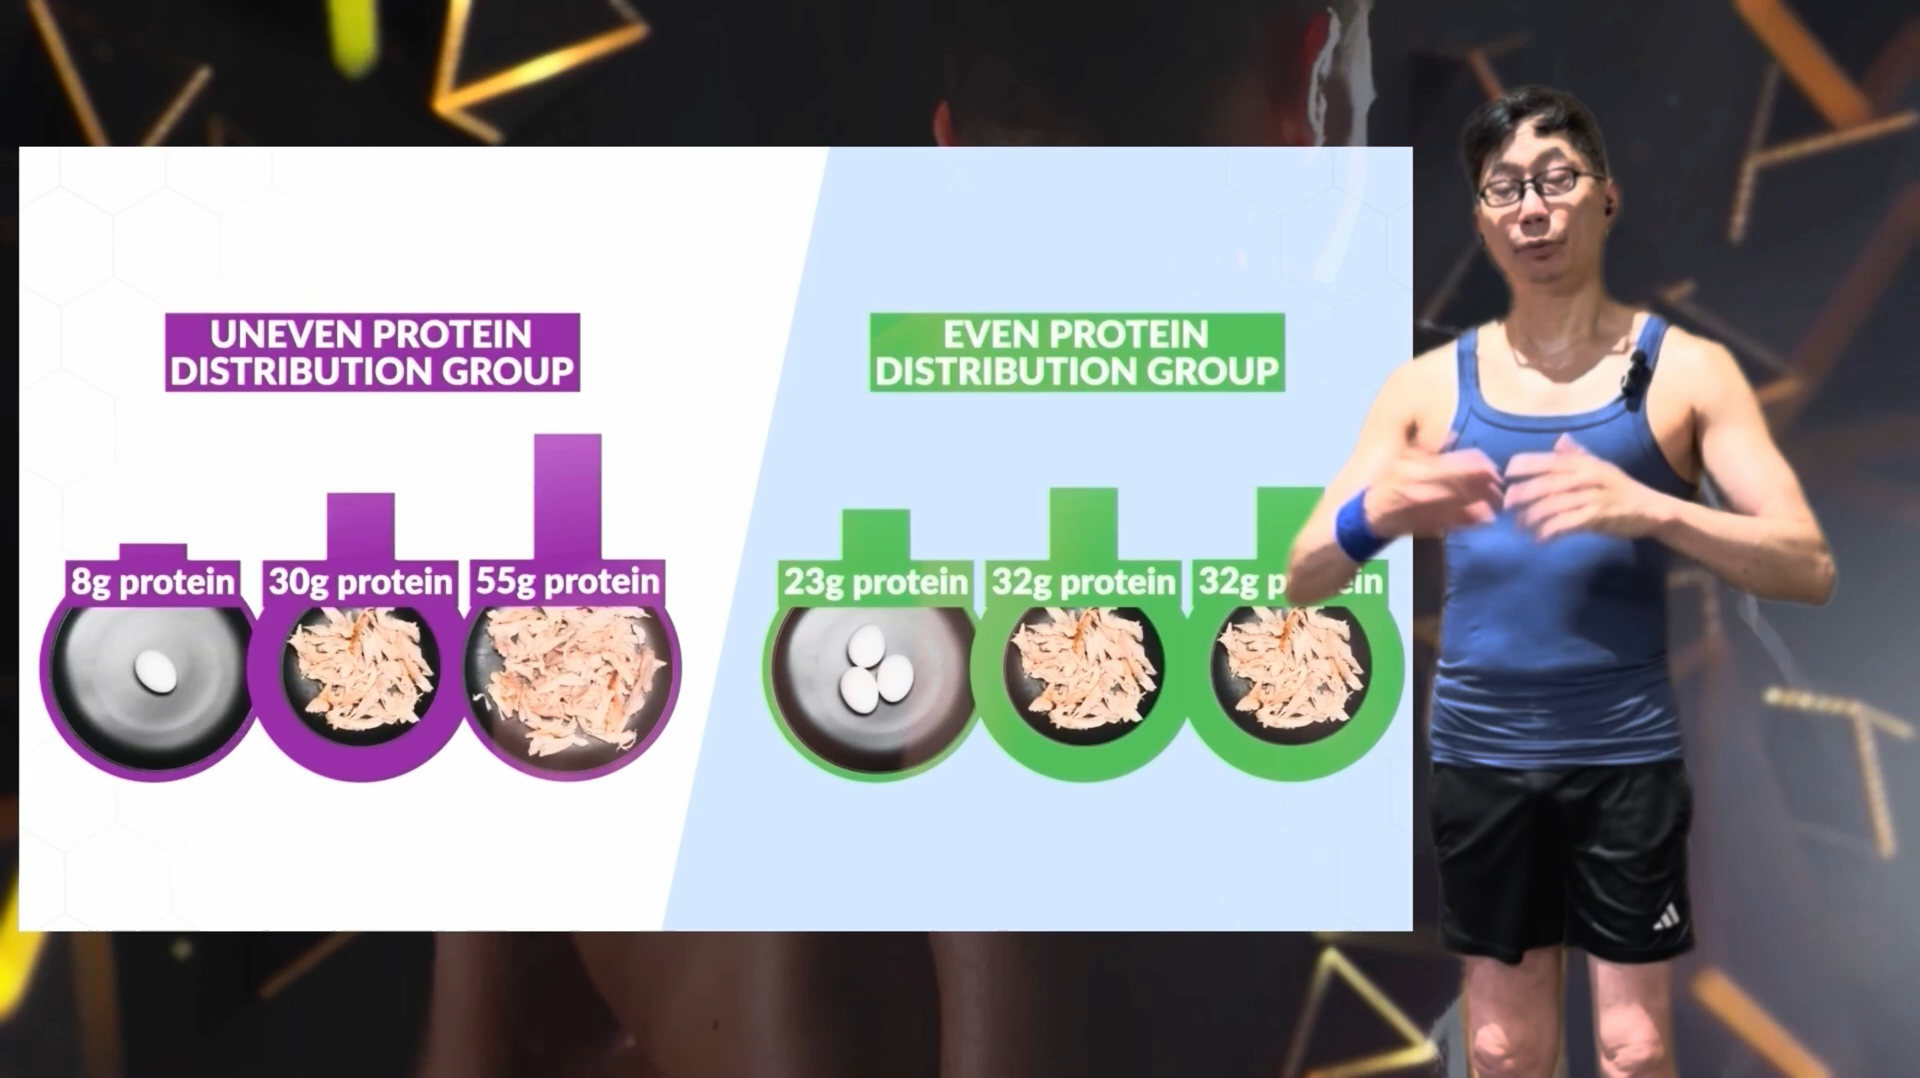 UNEVEN PROTEIN
DISTRIBUTION GROUP
8g protein
30g protein
55g protein
EVEN PROTEIN
DISTRIBUTION GROUP
23g protein
32g protein
32g protein